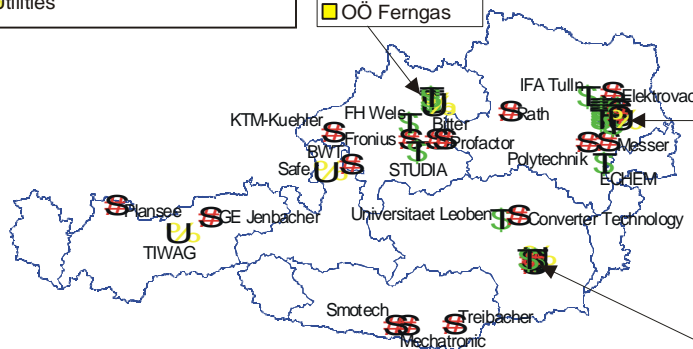 Utilities
OÖ Ferngas
IFA Tulln
Elektrovac
FH Wels
Rath
KTM-Kuehler
Bitter
Fronius
Profactor
BWT
Messer
Polytechnik
Safe
STUDIA
ECHEM
Plansee
GE Jenbacher
Universitaet Leoben
Converter Technology
TIWAG
Smotech
Treibacher
Mechatronic